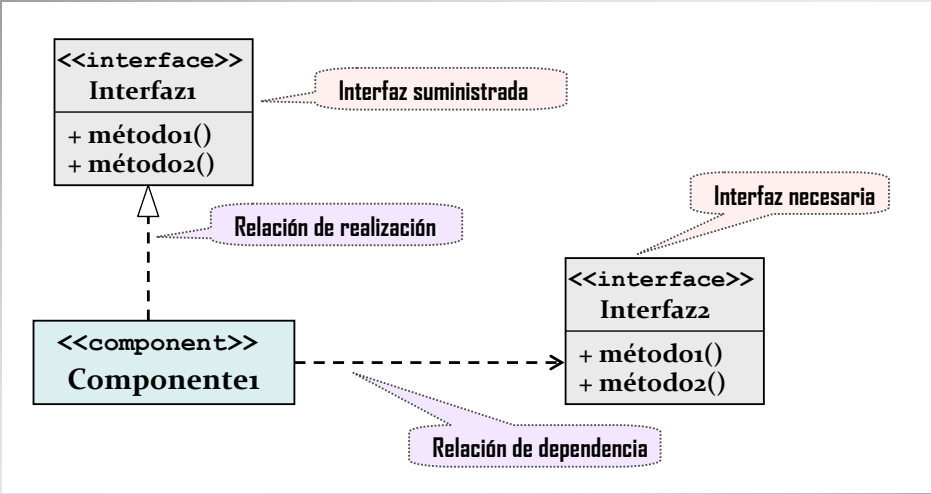 <<interface>>
Interfaz1
+ método1()
+ método2()
Interfaz suministrada
Relación de realización
Interfaz necesaria
<<interface>>
Interfaz2
+ método1()
+ método2()
<<component>>
Componente1
Relación de dependencia